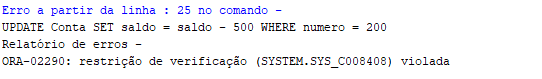 Erro a partir da linha : 25 no comando -
UPDATE Conta SET saldo = saldo - 500 WHERE numero = 200
Relatório de erros -
ORA-02290: restrição de verificação (SYSTEM.SYS_C008408) violada